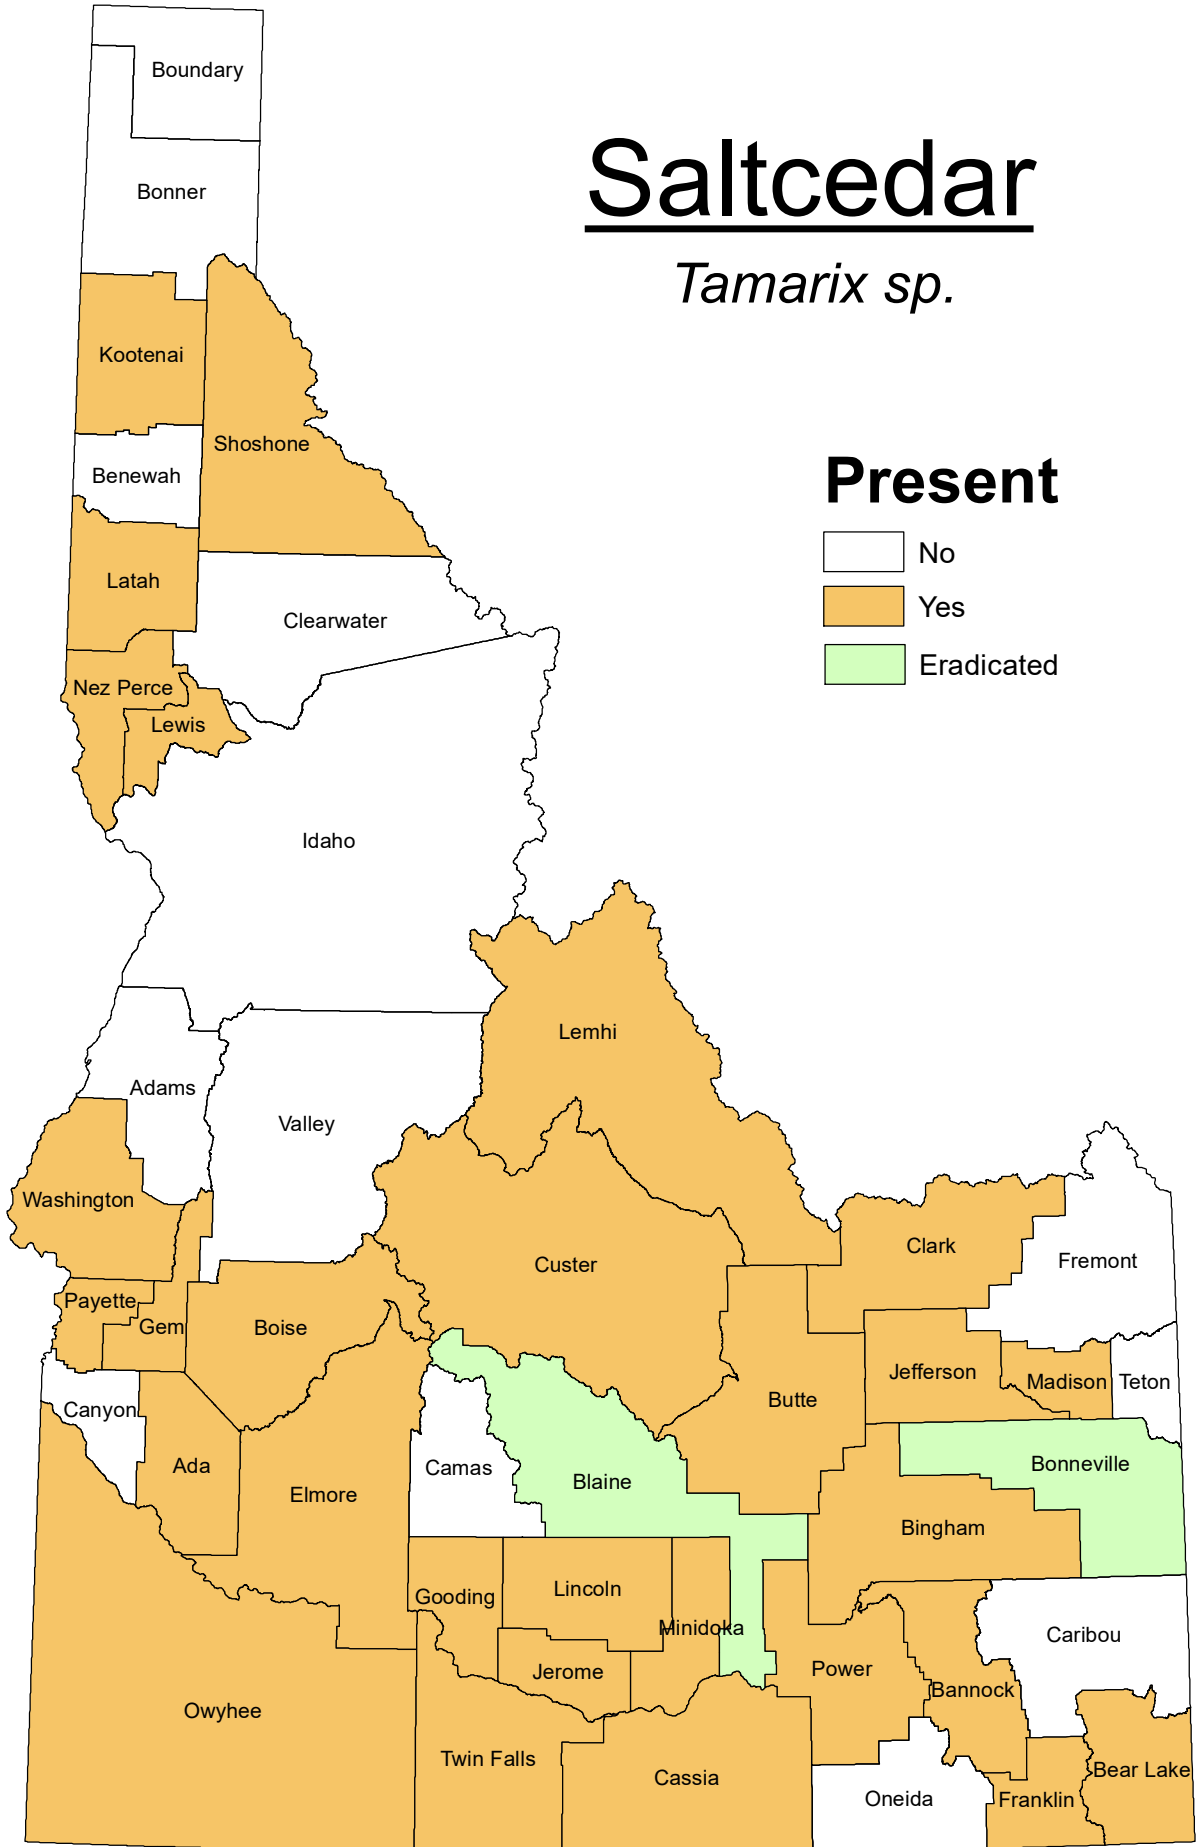 Saltcedar
Tamarix sp.
Present
No
Yes
Eradicated
Boundary
Bonner
Kootenai
Shoshone
Benewah
Latah
Clearwater
Nez Perce
Lewis
Idaho
Lemhi
Adams
Valley
Washington
Custer
Clark
Fremont
Payette
Gem
Boise
Jefferson
Madison
Teton
Butte
Canyon
Ada
Elmore
Camas
Blaine
Bonneville
Bingham
Gooding
Lincoln
Minidoka
Caribou
Jerome
Power
Bannock
Owyhee
Twin Falls
Cassia
Oneida
Franklin
Bear Lake